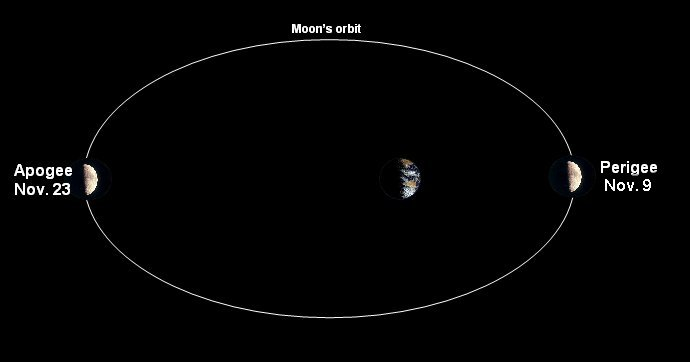 Moon's orbit
Apogee
Nov. 23
Perigee
Nov. 9